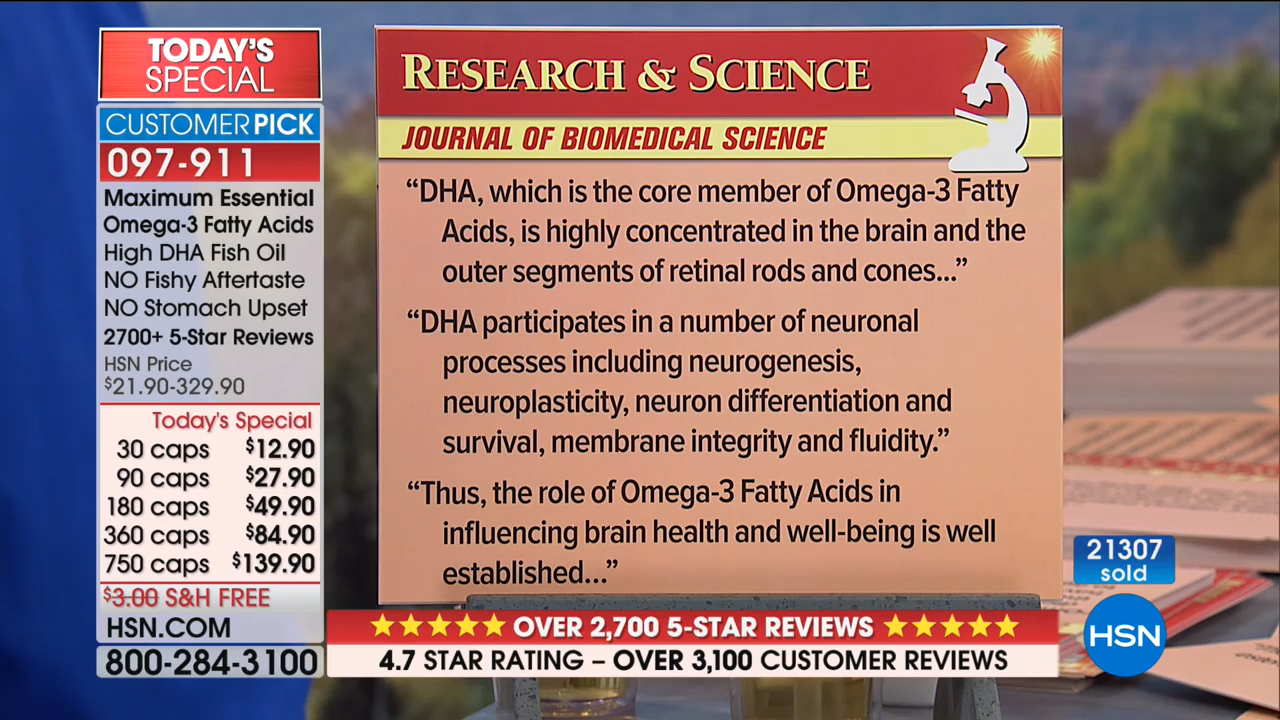 TODAY'S
SPECIAL
CUSTOMER PICK
097-911
Maximum Essential
Omega-3 Fatty Acids
High DHA Fish Oil
NO Fishy Aftertaste
NO Stomach Upset
2700+ 5-Star Reviews
HSN Price
$21.90-329.90
Today's Special
30 caps $12.90
90 caps $27.90
180 caps $49.90
360 caps $84.90
750 caps $139.90
$3.00 S&H FREE
HSN.COM
800-284-3100
RESEARCH & SCIENCE
JOURNAL OF BIOMEDICAL SCIENCE
“DHA, which is the core member of Omega-3 Fatty
Acids, is highly concentrated in the brain and the
outer segments of retinal rods and cones...”
“DHA participates in a number of neuronal
processes including neurogenesis,
neuroplasticity, neuron differentiation and
survival, membrane integrity and fluidity.”
“Thus, the role of Omega-3 Fatty Acids in
influencing brain health and well-being is well
established...”
21307
sold
HSN
OVER 2,700 5-STAR REVIEWS
4.7 STAR RATING – OVER 3,100 CUSTOMER REVIEWS